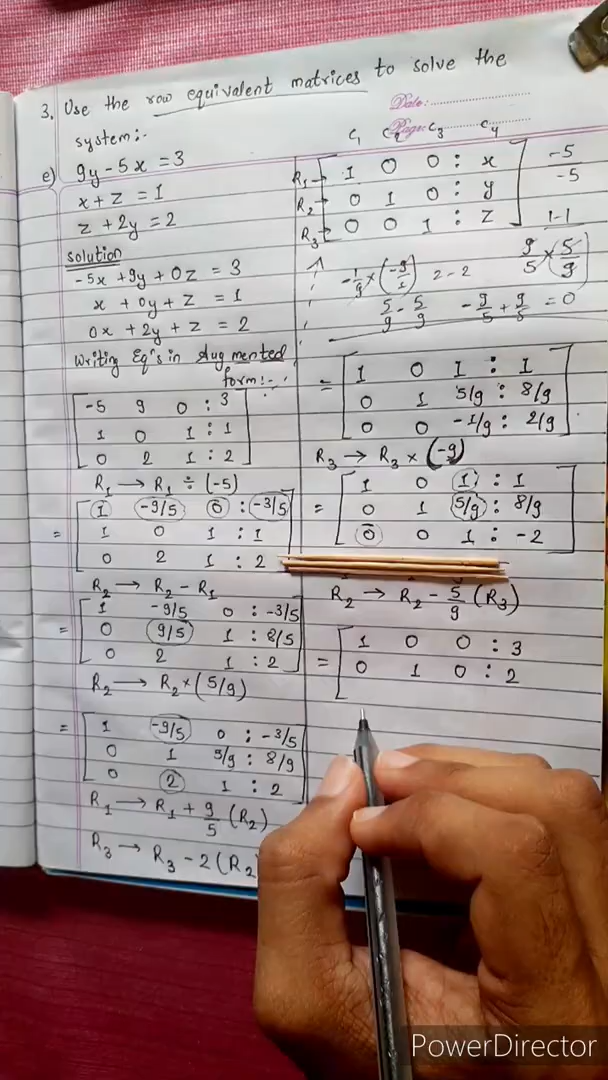 3. Use the row equivalent matrices to solve the
system:-
e) 9y - 5x = 3
x + z = 1
z + 2y = 2
solution
-5x + 9y + 0z = 3
x + 0y + z = 1
0x + 2y + z = 2
Writing Eq's in Augmented
form:-
-5 9 0 : 3
1 0 1 : 1
0 2 1 : 2
R₁ → R₁ ÷ (-5)
= 1 -9/5 0 : -3/5
1 0 1 : 1
0 2 1 : 2
R₂ → R₂ - R₁
= 1 -9/5 0 : -3/5
0 9/5 1 : 8/5
0 2 1 : 2
R₂ → R₂ × (5/9)
= 1 -9/5 0 : -3/5
0 1 5/9 : 8/9
0 2 1 : 2
R₁ → R₁ + 9/5 (R₂)
R₃ → R₃ - 2(R₂
Date:
Page:
C₁ C₂ C₃ C₄
R₁→ 1 0 0 : x
R₂→ 0 1 0 : y
R₃→ 0 0 1 : z
-5/-5
1-1
-1/9 × (-9/1) 2-2 9/5 × (5/9)
5/9 - 5/9 -9/5 + 9/5 = 0
= 1 0 1 : 1
0 1 5/9 : 8/9
0 0 -1/9 : 2/9
R₃ → R₃ × (-9)
= 1 0 1 : 1
0 1 5/9 : 8/9
0 0 1 : -2
R₂ → R₂ - 5/9 (R₃)
= 1 0 0 : 3
0 1 0 : 2
PowerDirector